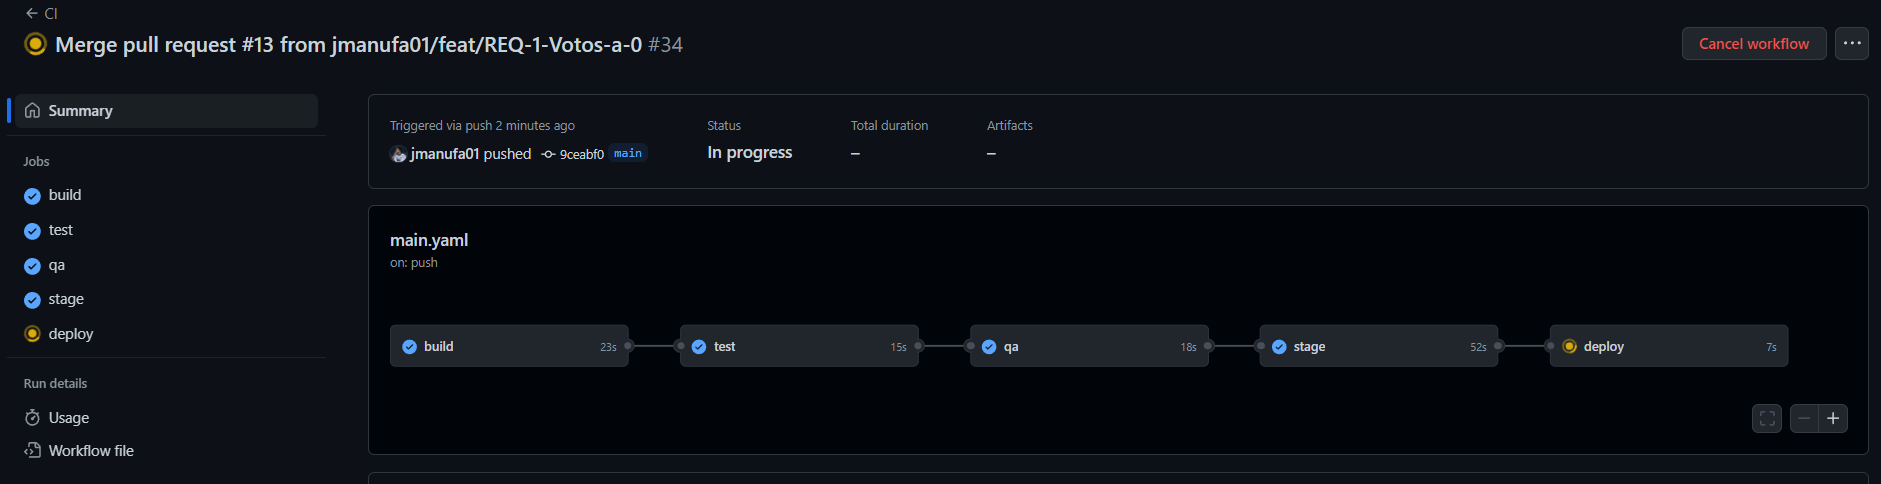 CI
Merge pull request #13 from jmanufa01/feat/REQ-1-Votos-a-0 #34
Cancel workflow
Summary
Jobs
build
test
qa
stage
deploy
Run details
Usage
Workflow file
Triggered via push 2 minutes ago
jmanufa01 pushed 9ceabf0 main
Status
In progress
Total duration
–
Artifacts
–
main.yaml
on: push
build 23s
test 15s
qa 18s
stage 52s
deploy 7s